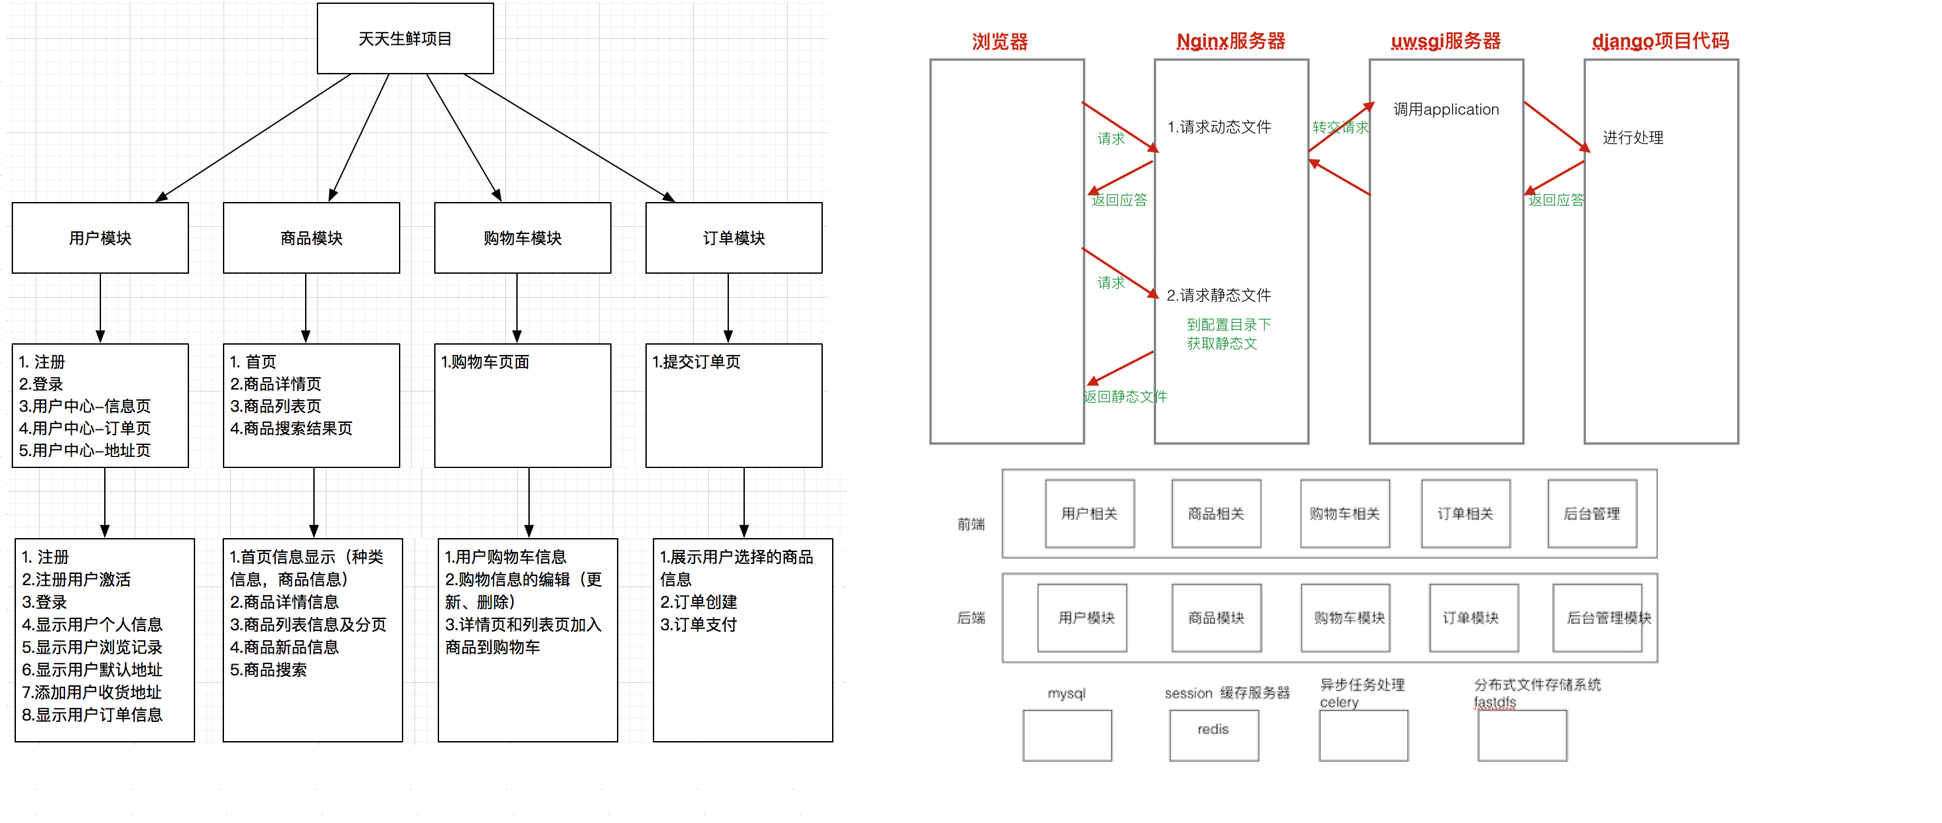 天天生鲜项目
用户模块
商品模块
购物车模块
订单模块
1. 注册
2.登录
3.用户中心-信息页
4.用户中心-订单页
5.用户中心-地址页
1. 首页
2.商品详情页
3.商品列表页
4.商品搜索结果页
1.购物车页面
1.提交订单页
1. 注册
2.注册用户激活
3.登录
4.显示用户个人信息
5.显示用户浏览记录
6.显示用户默认地址
7.添加用户收货地址
8.显示用户订单信息
1.首页信息显示（种类
信息，商品信息）
2.商品详情信息
3.商品列表信息及分页
4.商品新品信息
5.商品搜索
1.用户购物车信息
2.购物信息的编辑（更
新、删除）
3.详情页和列表页加入
商品到购物车
1.展示用户选择的商品
信息
2.订单创建
3.订单支付
浏览器
Nginx服务器
uwsgi服务器
django项目代码
请求
1.请求动态文件
转交请求
调用application
进行处理
返回应答
返回应答
请求
2.请求静态文件
到配置目录下
获取静态文
返回静态文件
前端
用户相关
商品相关
购物车相关
订单相关
后台管理
后端
用户模块
商品模块
购物车模块
订单模块
后台管理模块
mysql
session 缓存服务器
redis
异步任务处理
celery
分布式文件存储系统
fastdfs